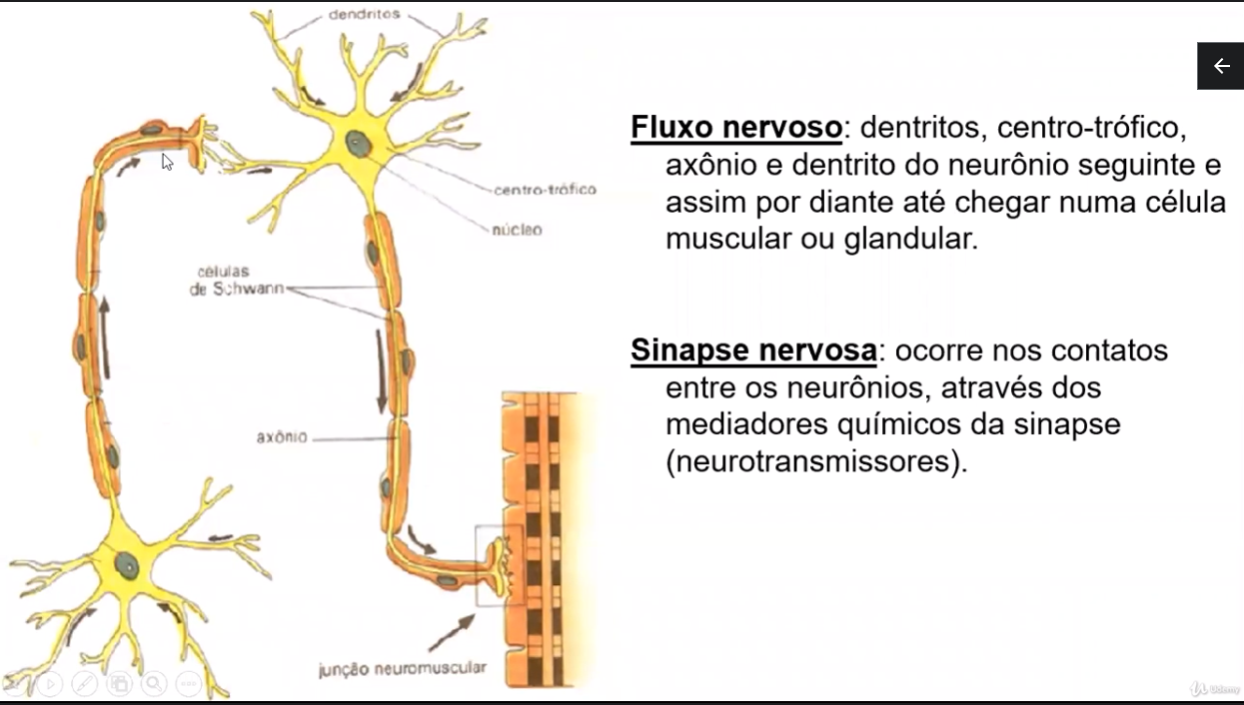 dendritos
centro-trófico
núcleo
células
de Schwann
axônio
junção neuromuscular
Fluxo nervoso: dentritos, centro-trófico,
axônio e dentrito do neurônio seguinte e
assim por diante até chegar numa célula
muscular ou glandular.
Sinapse nervosa: ocorre nos contatos
entre os neurônios, através dos
mediadores químicos da sinapse
(neurotransmissores).
Udemy